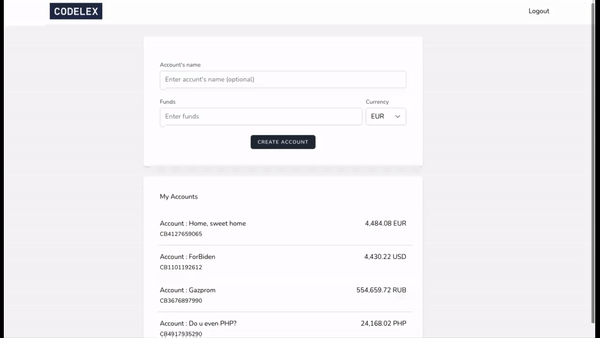 CODELEX
Logout
Account's name
Enter accunt's name (optional)
Funds
Currency
Enter funds
EUR
CREATE ACCOUNT
My Accounts
Account : Home, sweet home
4,484.08 EUR
CB4127659065
Account : ForBiden
4,430.22 USD
CB1101192612
Account : Gazprom
554,659.72 RUB
CB3676897990
Account : Do u even PHP?
24,168.02 PHP
CB4917935290